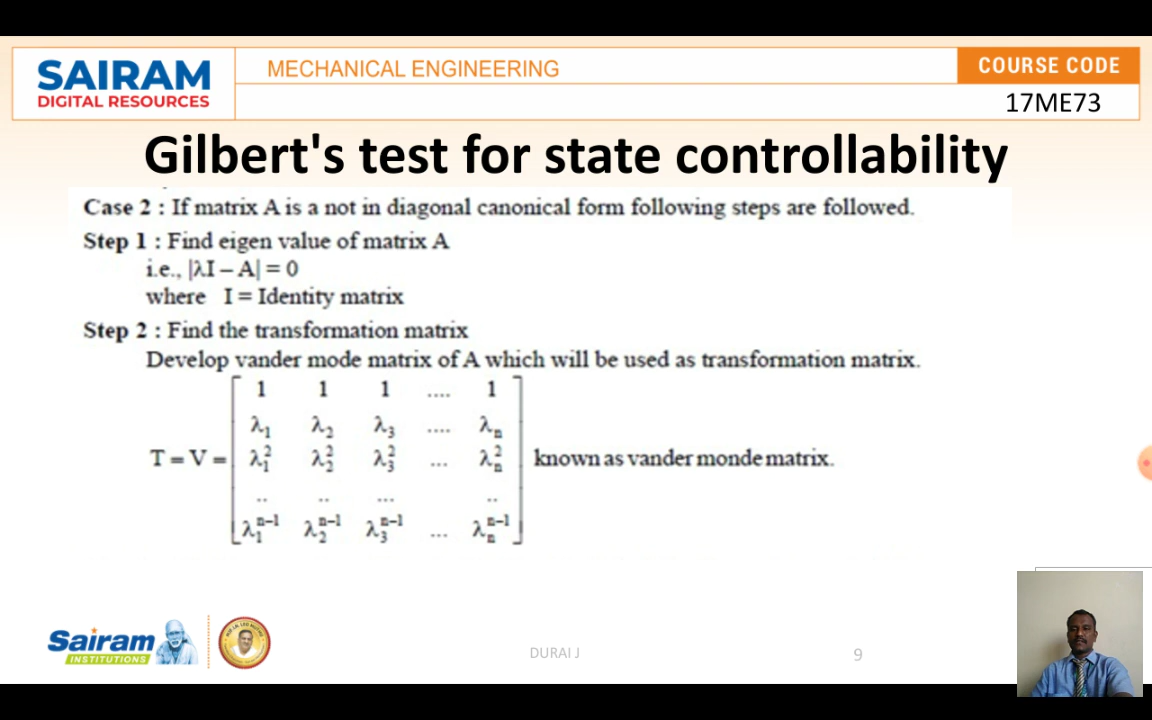 SAIRAM
DIGITAL RESOURCES
MECHANICAL ENGINEERING
COURSE CODE
17ME73
Gilbert's test for state controllability
Case 2 : If matrix A is a not in diagonal canonical form following steps are followed.
Step 1 : Find eigen value of matrix A
i.e., |λI – A| = 0
where I = Identity matrix
Step 2 : Find the transformation matrix
Develop vander mode matrix of A which will be used as transformation matrix.
1 1 1 .... 1
λ₁ λ₂ λ₃ .... λₙ
T = V = λ₁² λ₂² λ₃² ... λₙ² known as vander monde matrix.
.. .. ... ..
λ₁ⁿ⁻¹ λ₂ⁿ⁻¹ λ₃ⁿ⁻¹ ... λₙⁿ⁻¹
Sairam
INSTITUTIONS
DURAI J
9